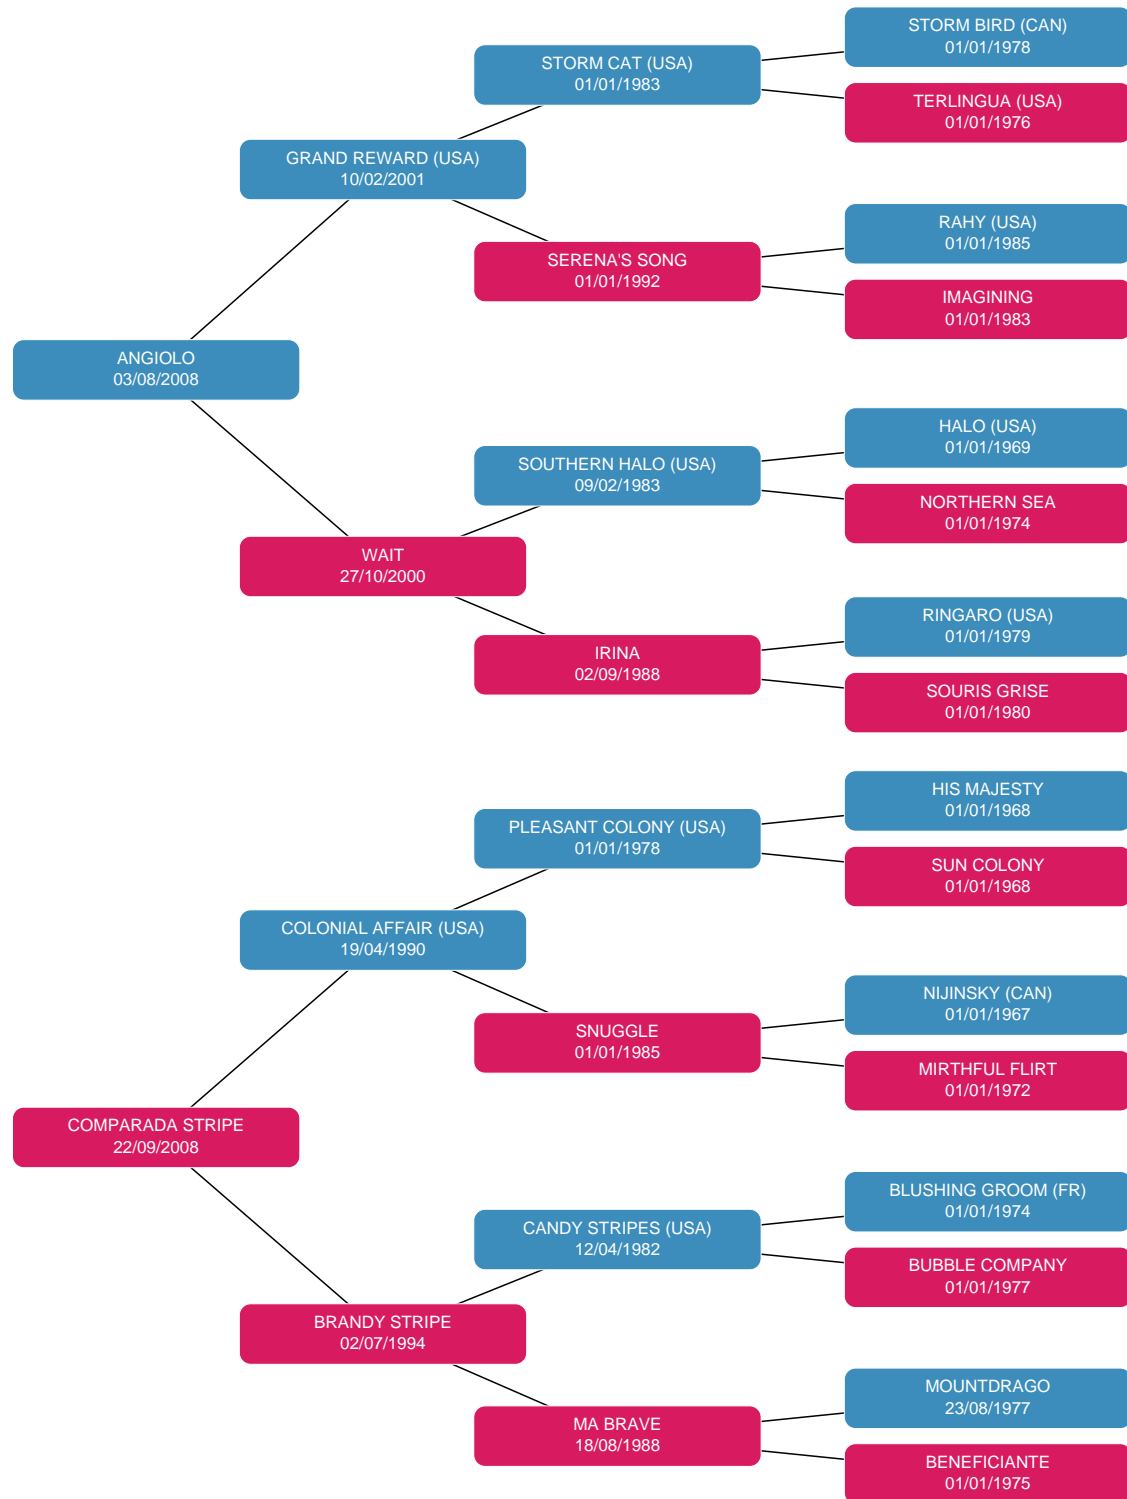 STORM BIRD (CAN)
01/01/1978
STORM CAT (USA)
01/01/1983
TERLINGUA (USA)
01/01/1976
GRAND REWARD (USA)
10/02/2001
RAHY (USA)
01/01/1985
SERENA'S SONG
01/01/1992
IMAGINING
01/01/1983
ANGIOLO
03/08/2008
HALO (USA)
01/01/1969
SOUTHERN HALO (USA)
09/02/1983
NORTHERN SEA
01/01/1974
WAIT
27/10/2000
RINGARO (USA)
01/01/1979
IRINA
02/09/1988
SOURIS GRISE
01/01/1980
HIS MAJESTY
01/01/1968
PLEASANT COLONY (USA)
01/01/1978
SUN COLONY
01/01/1968
COLONIAL AFFAIR (USA)
19/04/1990
NIJINSKY (CAN)
01/01/1967
SNUGGLE
01/01/1985
MIRTHFUL FLIRT
01/01/1972
COMPARADA STRIPE
22/09/2008
BLUSHING GROOM (FR)
01/01/1974
CANDY STRIPES (USA)
12/04/1982
BUBBLE COMPANY
01/01/1977
BRANDY STRIPE
02/07/1994
MOUNTDRAGO
23/08/1977
MA BRAVE
18/08/1988
BENEFICIANTE
01/01/1975